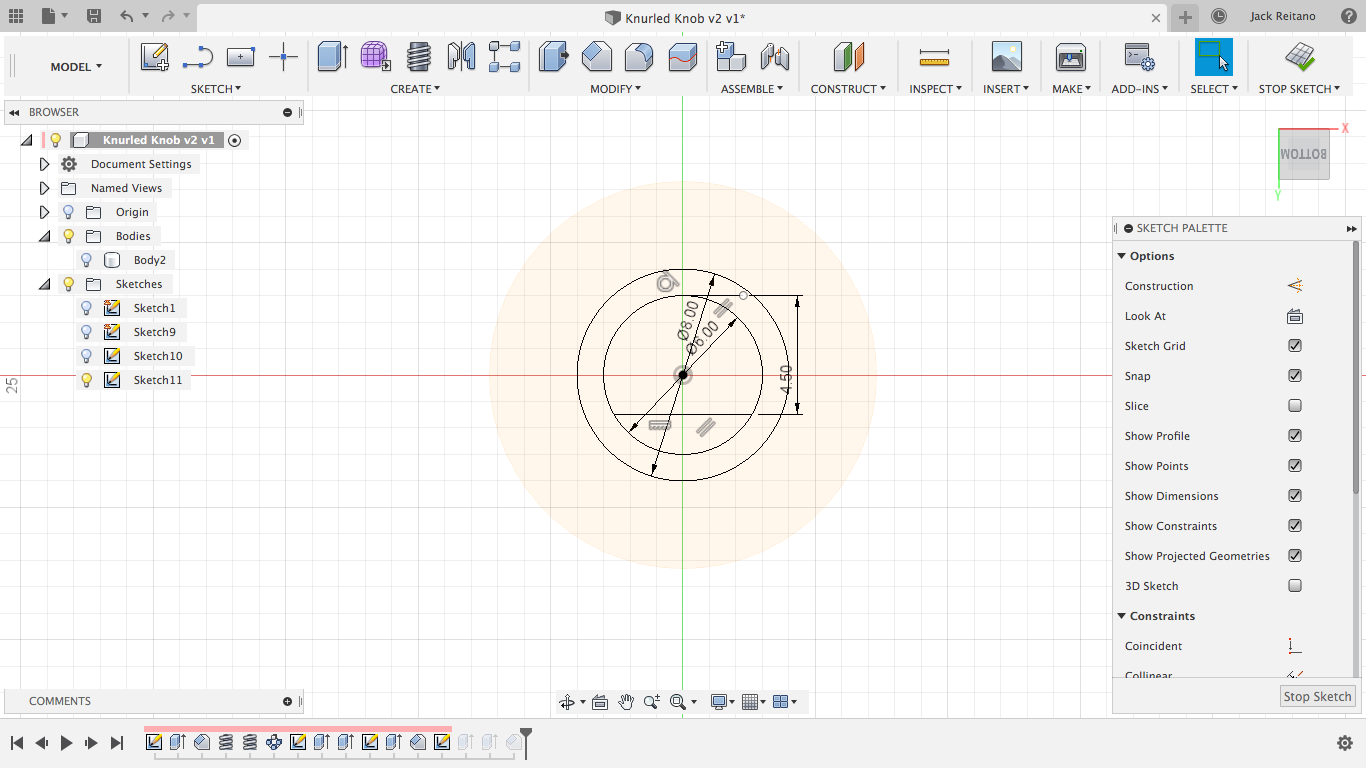 Knurled Knob v2 v1*
Jack Reitano
MODEL
SKETCH
CREATE
MODIFY
ASSEMBLE
CONSTRUCT
INSPECT
INSERT
MAKE
ADD-INS
SELECT
STOP SKETCH
BROWSER
Knurled Knob v2 v1
Document Settings
Named Views
Origin
Bodies
Body2
Sketches
Sketch1
Sketch9
Sketch10
Sketch11
25
Ø8.00
Ø6.00
4.50
X
BOTTOM
Y
SKETCH PALETTE
Options
Construction
Look At
Sketch Grid
Snap
Slice
Show Profile
Show Points
Show Dimensions
Show Constraints
Show Projected Geometries
3D Sketch
Constraints
Coincident
Collinear
Stop Sketch
COMMENTS